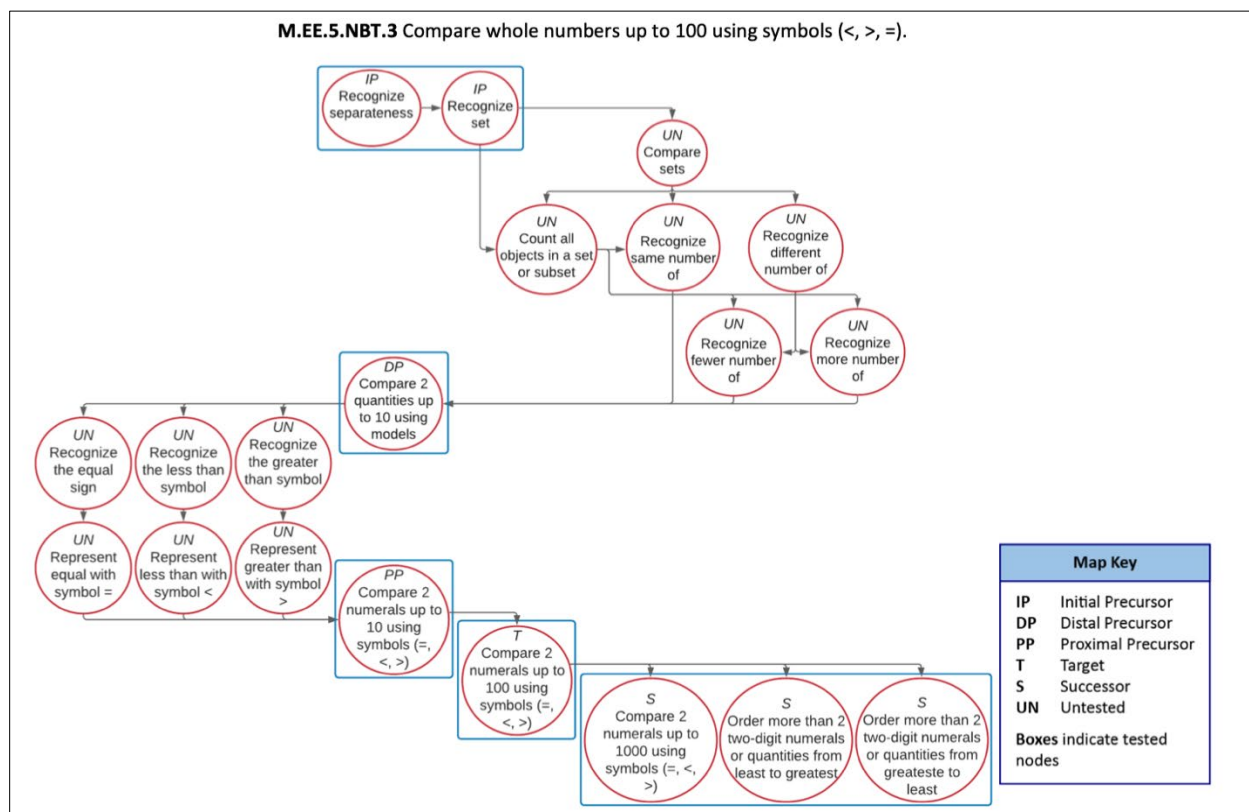 M.EE.5.NBT.3 Compare whole numbers up to 100 using symbols (<, >, =).
IP
Recognize
separateness
IP
Recognize
set
UN
Compare
sets
UN
Count all
objects in a set
or subset
UN
Recognize
same number
of
UN
Recognize
different
number of
UN
Recognize
fewer number
of
UN
Recognize
more number
of
DP
Compare 2
quantities up
to 10 using
models
UN
Recognize
the equal
sign
UN
Recognize
the less than
symbol
UN
Recognize
the greater
than symbol
UN
Represent
equal with
symbol =
UN
Represent
less than with
symbol <
UN
Represent
greater than
with symbol
>
PP
Compare 2
numerals up to
10 using
symbols (=,
<, >)
T
Compare 2
numerals up to
100 using
symbols (=,
<, >)
S
Compare 2
numerals up to
1000 using
symbols (=, <,
>)
S
Order more than 2
two-digit numerals
or quantities from
least to greatest
S
Order more than 2
two-digit numerals
or quantities from
greateste to
least
Map Key
IP Initial Precursor
DP Distal Precursor
PP Proximal Precursor
T Target
S Successor
UN Untested
Boxes indicate tested
nodes